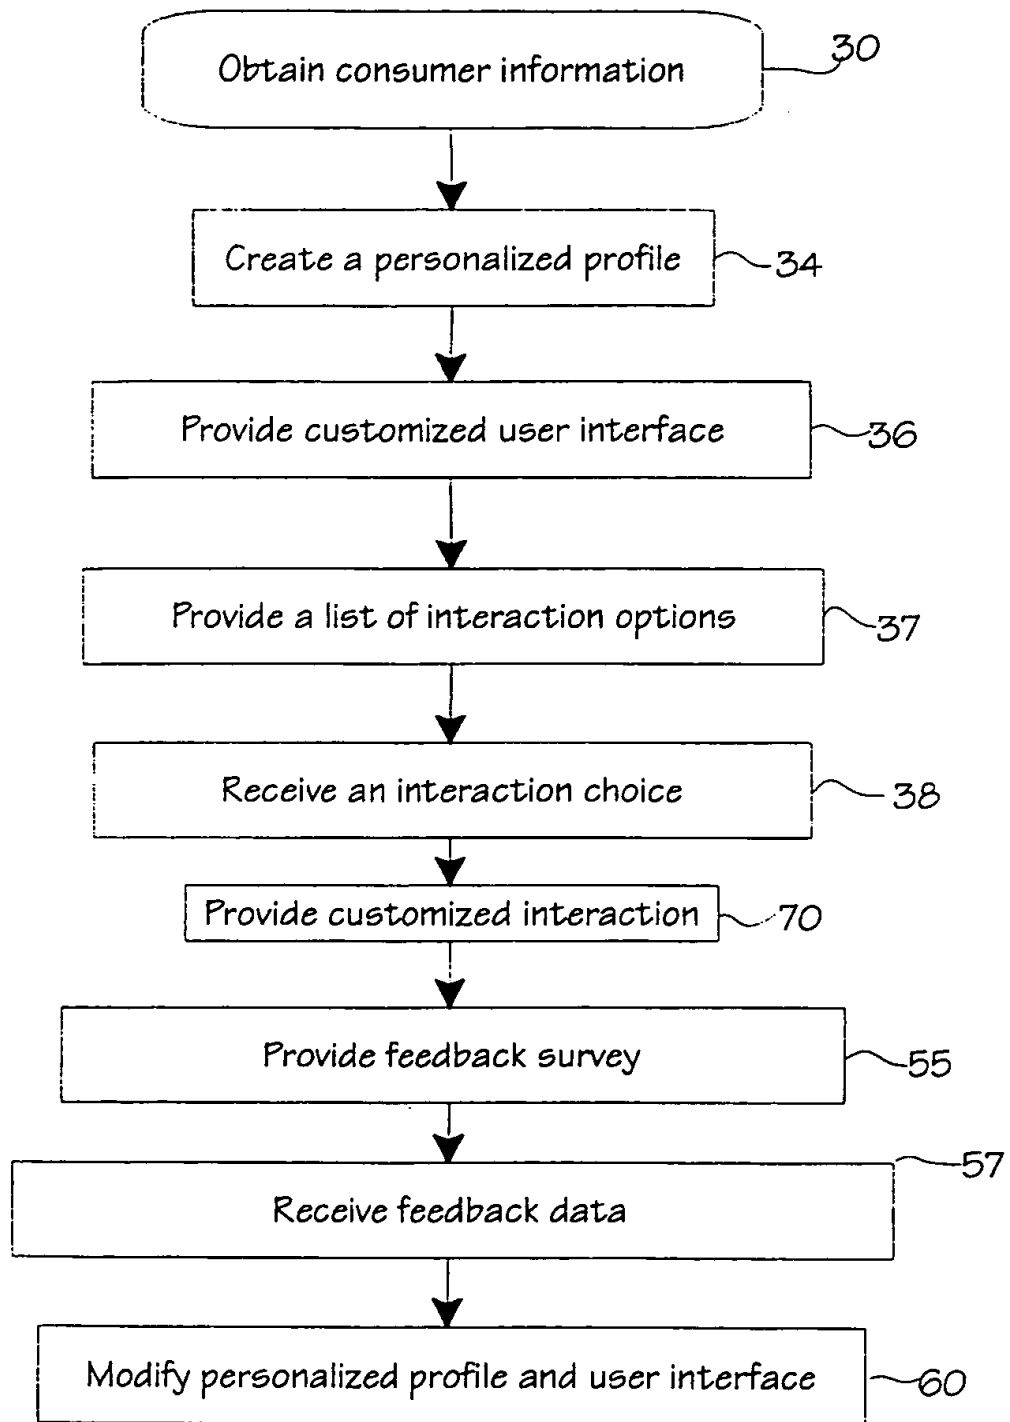 Obtain consumer information
30
Create a personalized profile
34
Provide customized user interface
36
Provide a list of interaction options
37
Receive an interaction choice
38
Provide customized interaction
70
Provide feedback survey
55
57
Receive feedback data
Modify personalized profile and user interface
60